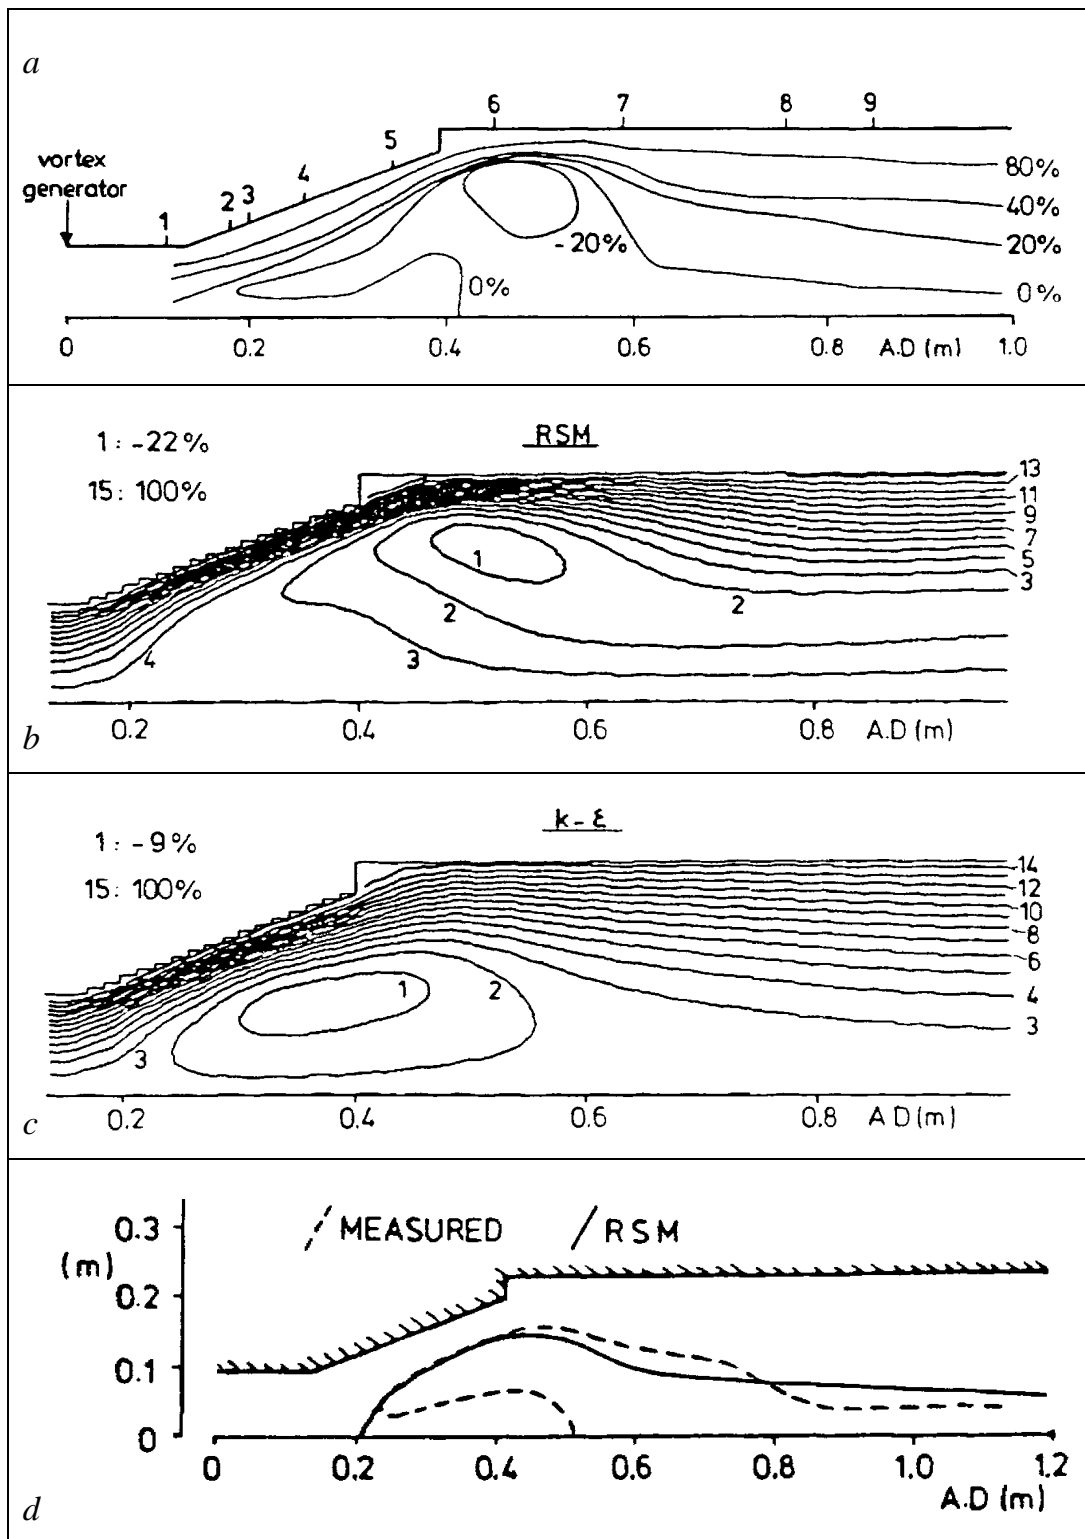 a
6 7 8 9
5
vortex
generator
4
3
2
1
80%
40%
-20%
20%
0%
0%
0 0.2 0.4 0.6 0.8 A.D (m) 1.0
1: -22%
RSM
15: 100%
13
11
9
7
5
3
1
2
2
4
3
b
0.2 0.4 0.6 0.8 A.D (m)
k-ε
1: -9%
15: 100%
14
12
10
8
6
4
3
1 2
3
c
0.2 0.4 0.6 0.8 A D (m)
0.3
MEASURED
RSM
(m)
0.2
0.1
0
0 0.2 0.4 0.6 0.8 1.0 1.2
A.D (m)
d